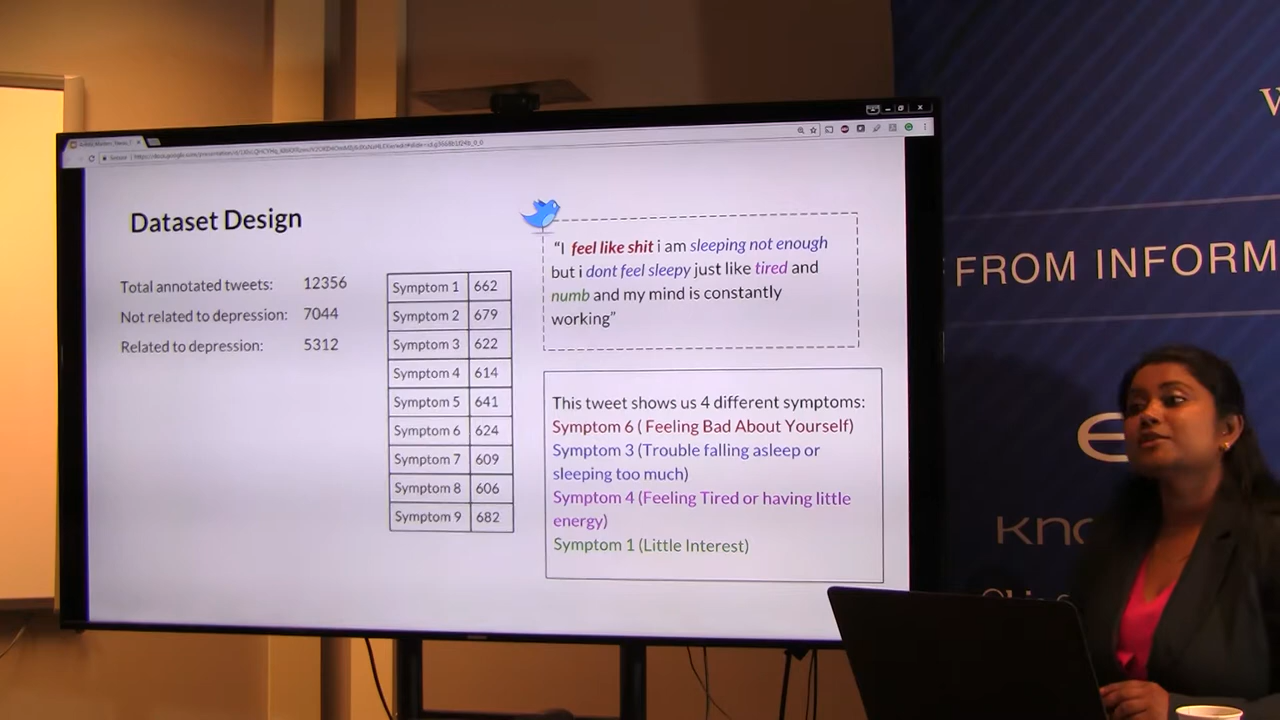 Dataset Design
Total annotated tweets: 12356
Not related to depression: 7044
Related to depression: 5312
Symptom 1 662
Symptom 2 679
Symptom 3 622
Symptom 4 614
Symptom 5 641
Symptom 6 624
Symptom 7 609
Symptom 8 606
Symptom 9 682
“I feel like shit i am sleeping not enough
but i dont feel sleepy just like tired and
numb and my mind is constantly
working”
This tweet shows us 4 different symptoms:
Symptom 6 ( Feeling Bad About Yourself)
Symptom 3 (Trouble falling asleep or
sleeping too much)
Symptom 4 (Feeling Tired or having little
energy)
Symptom 1 (Little Interest)
FROM INFORM